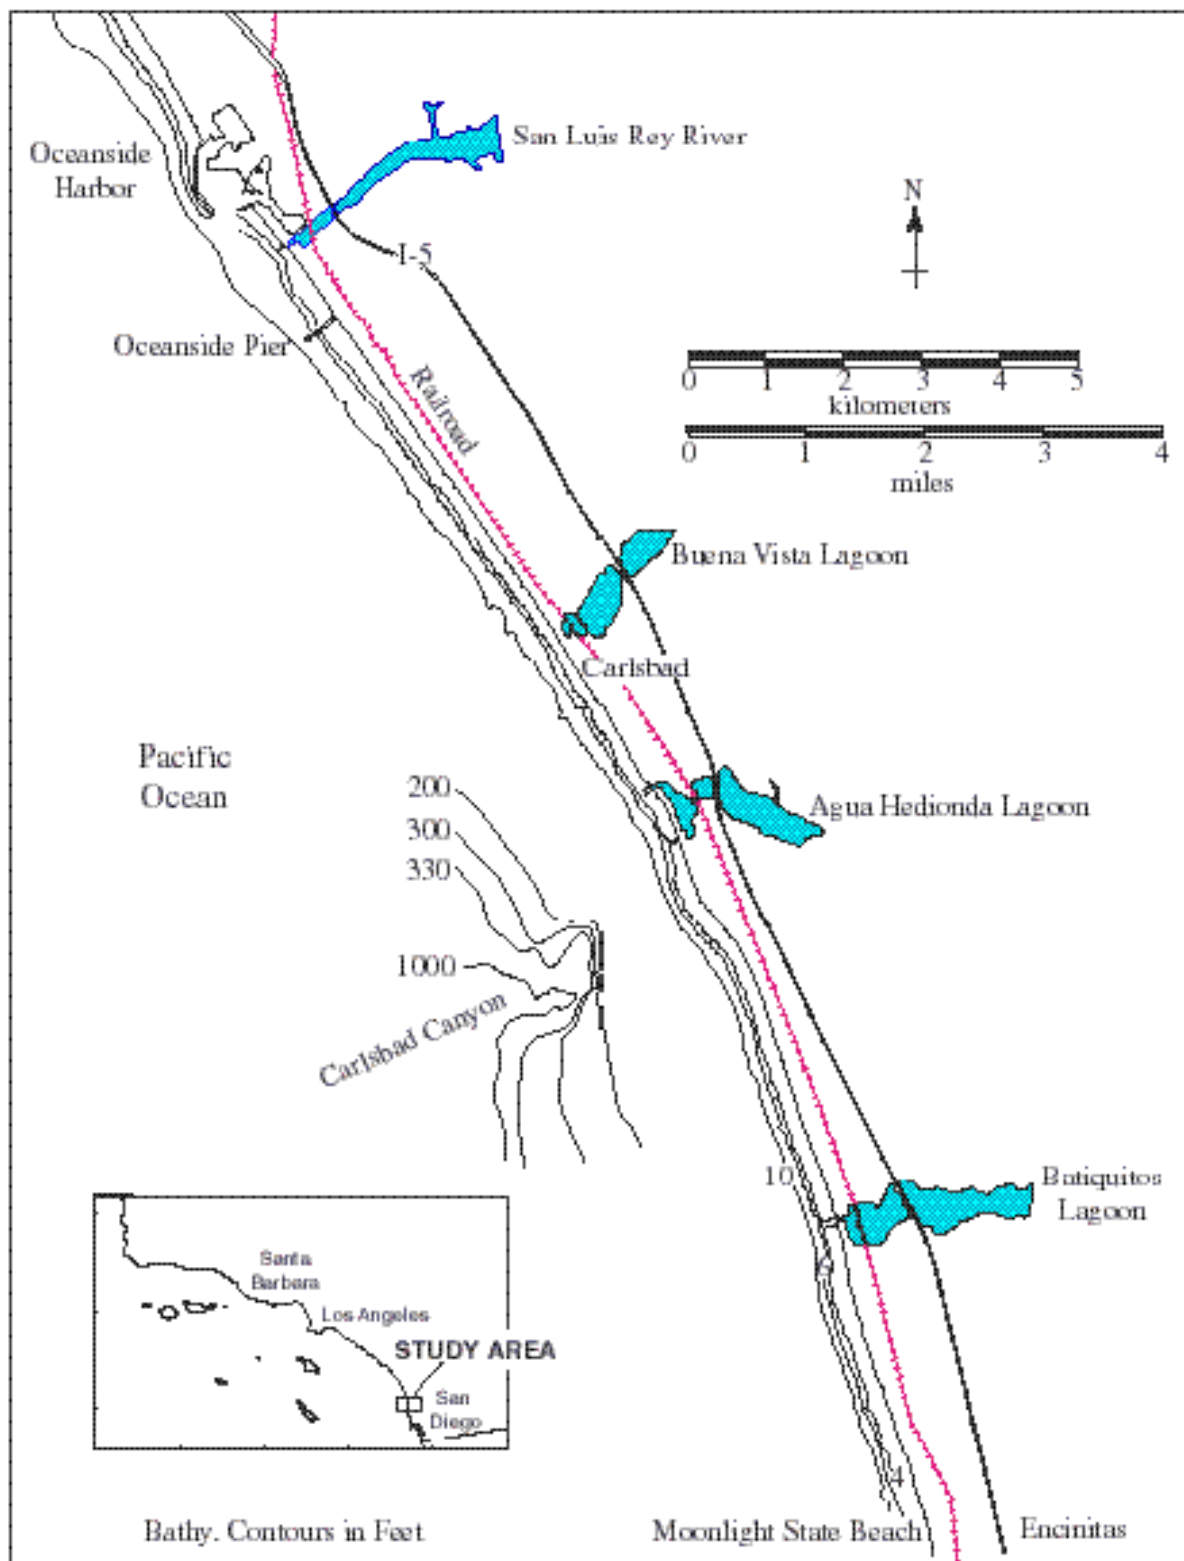 San Luis Rey River
Oceanside
Harbor
N
I-5
Oceanside Pier
Railroad
0 1 2 3 4 5
kilometers
0 1 2 3 4
miles
Buena Vista Lagoon
Carlsbad
Pacific
Ocean
200
300
330
1000
Agua Hedionda Lagoon
Carlsbad Canyon
10
Batiquitos
Lagoon
Santa
Barbara
Los Angeles
STUDY AREA
San
Diego
4
Bathy. Contours in Feet
Moonlight State Beach
Encinitas